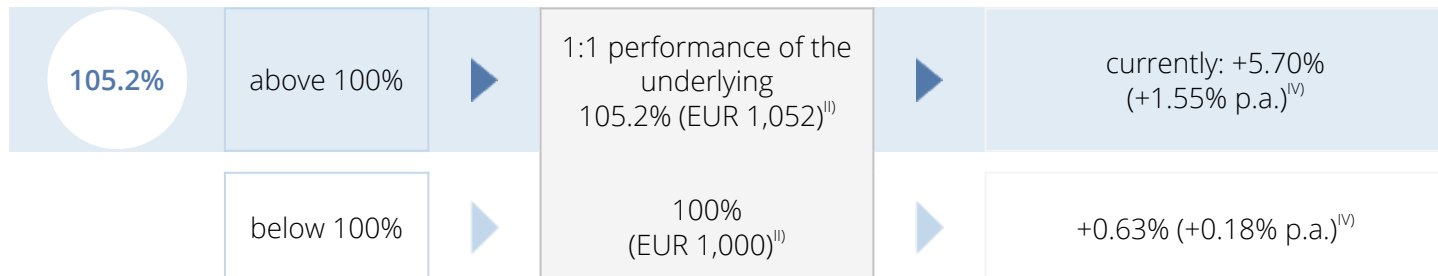 105.2%
above 100%
1:1 performance of the
underlying
105.2% (EUR 1,052)II)
currently: +5.70%
(+1.55% p.a.)IV)
below 100%
100%
(EUR 1,000)II)
+0.63% (+0.18% p.a.)IV)